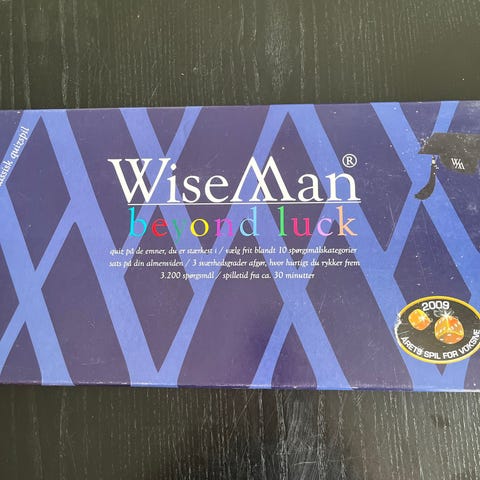 quizspil
WiseMan®
beyond luck
quiz på de emner, du er stærkest i / vælg frit blandt 10 spørgsmålskategorier
sats på din almenviden / 3 sværhedsgrader afgør, hvor hurtigt du rykker frem
3.200 spørgsmål / spilletid fra ca. 30 minutter
WM
2009
ÅRETS SPIL FOR VOKSNE